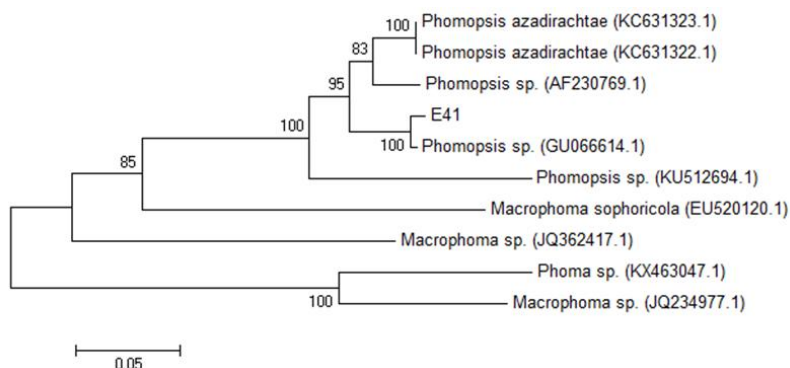 100 Phomopsis azadirachtae (KC631323.1)
83
Phomopsis azadirachtae (KC631322.1)
95 Phomopsis sp. (AF230769.1)
E41
100
100 Phomopsis sp. (GU066614.1)
85
Phomopsis sp. (KU512694.1)
Macrophoma sophoricola (EU520120.1)
Macrophoma sp. (JQ362417.1)
Phoma sp. (KX463047.1)
100 Macrophoma sp. (JQ234977.1)
0.05